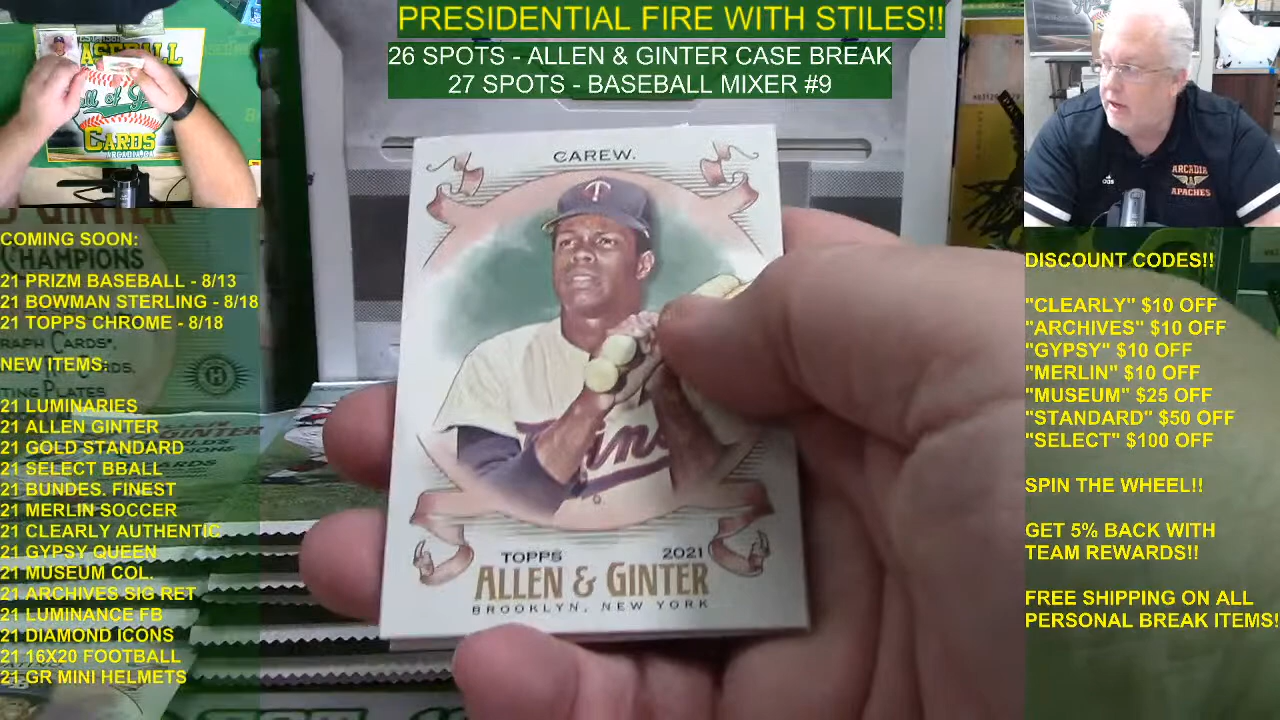 PRESIDENTIAL FIRE WITH STILES!!
26 SPOTS - ALLEN & GINTER CASE BREAK
27 SPOTS - BASEBALL MIXER #9
CARDS
ARCADIA
APACHES
GINTER
CHAMPIONS
COMING SOON:
21 PRIZM BASEBALL - 8/13
21 BOWMAN STERLING - 8/18
21 TOPPS CHROME - 8/18
NEW ITEMS:
21 LUMINARIES
21 ALLEN GINTER
21 GOLD STANDARD
21 SELECT BBALL
21 BUNDES. FINEST
21 MERLIN SOCCER
21 CLEARLY AUTHENTIC
21 GYPSY QUEEN
21 MUSEUM COL.
21 ARCHIVES SIG RET
21 LUMINANCE FB
21 DIAMOND ICONS
21 16X20 FOOTBALL
21 GR MINI HELMETS
CAREW.
Twins
TOPPS 2021
ALLEN & GINTER
BROOKLYN, NEW YORK
DISCOUNT CODES!!
"CLEARLY" $10 OFF
"ARCHIVES" $10 OFF
"GYPSY" $10 OFF
"MERLIN" $10 OFF
"MUSEUM" $25 OFF
"STANDARD" $50 OFF
"SELECT" $100 OFF
SPIN THE WHEEL!!
GET 5% BACK WITH
TEAM REWARDS!!
FREE SHIPPING ON ALL
PERSONAL BREAK ITEMS!